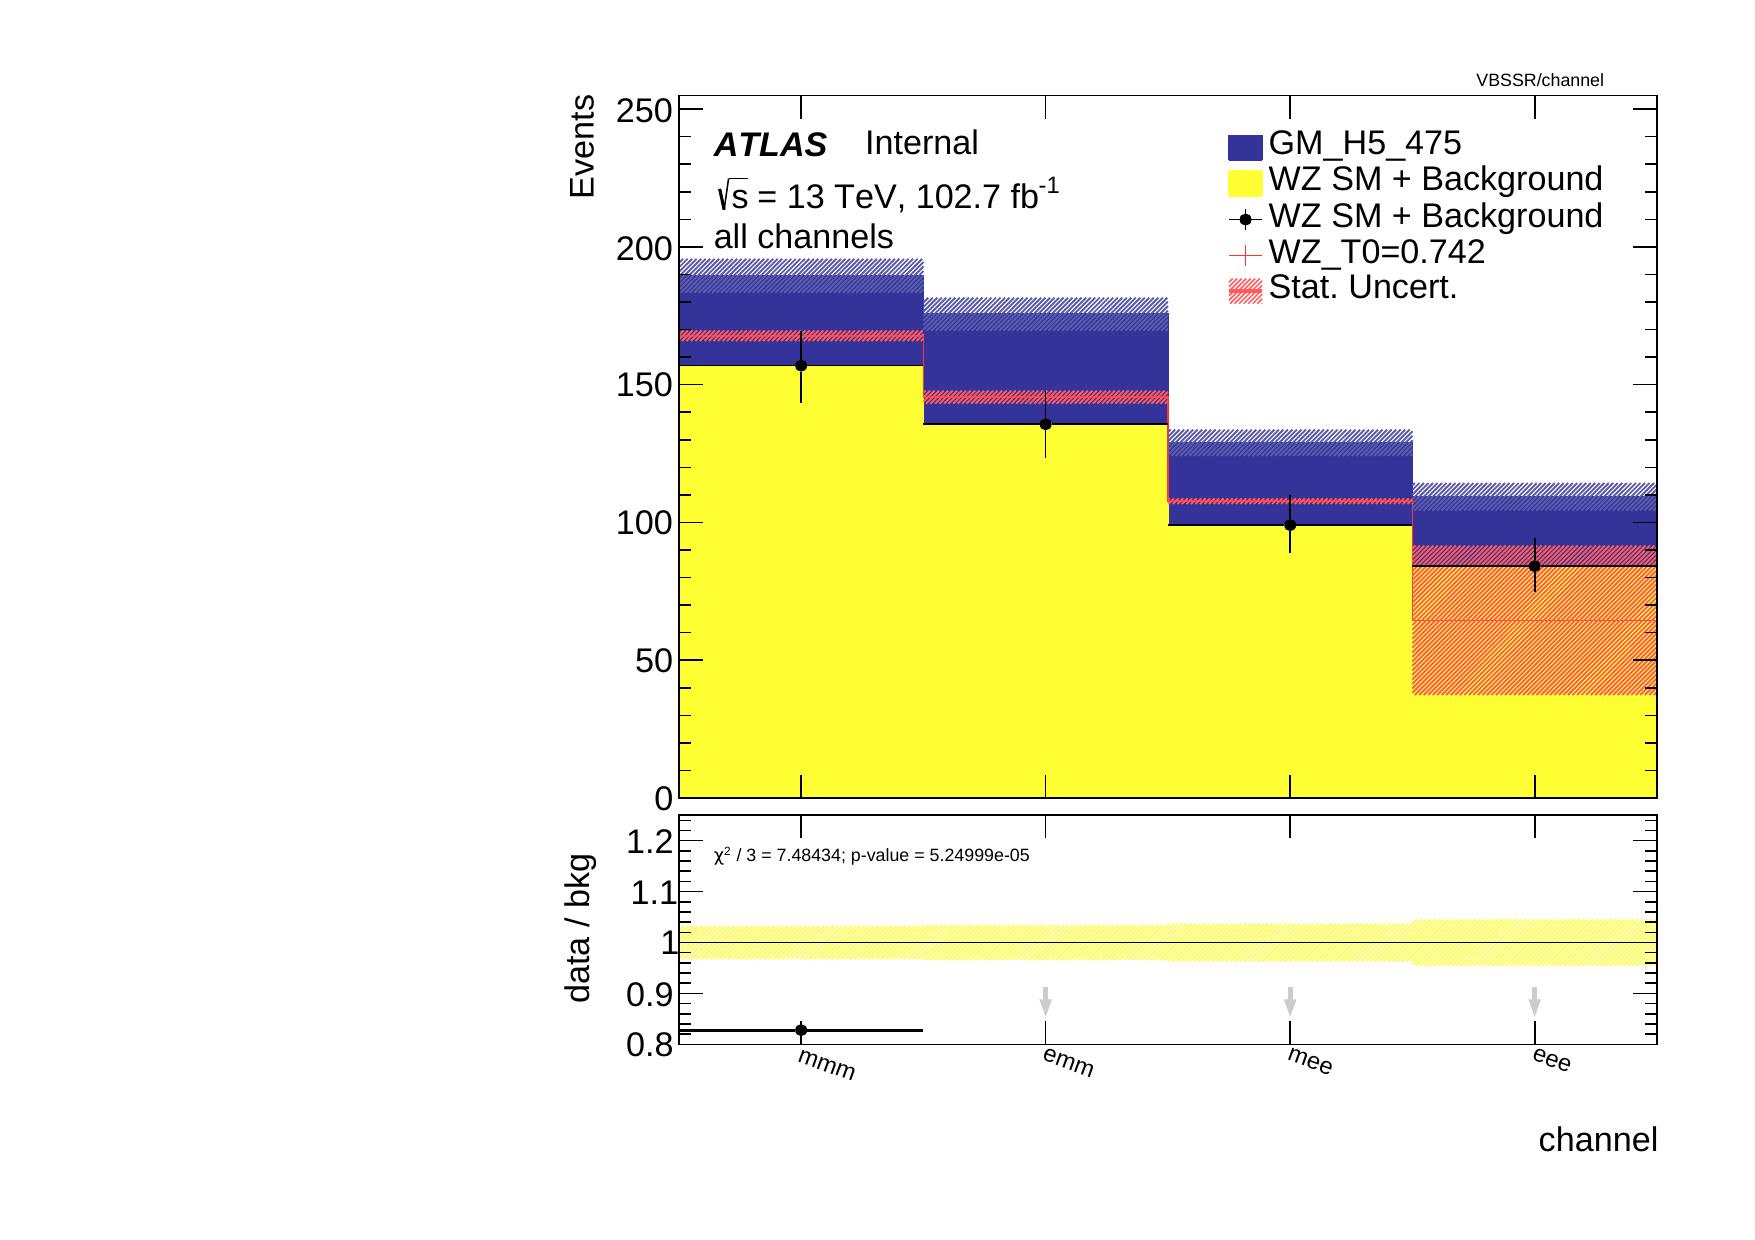 VBSSR/channel
Events
250
200
150
100
50
0
ATLAS Internal
√s = 13 TeV, 102.7 fb-1
all channels
GM_H5_475
WZ SM + Background
WZ SM + Background
WZ_T0=0.742
Stat. Uncert.
data / bkg
1.2
1.1
1
0.9
0.8
χ2 / 3 = 7.48434; p-value = 5.24999e-05
mmm
emm
mee
eee
channel